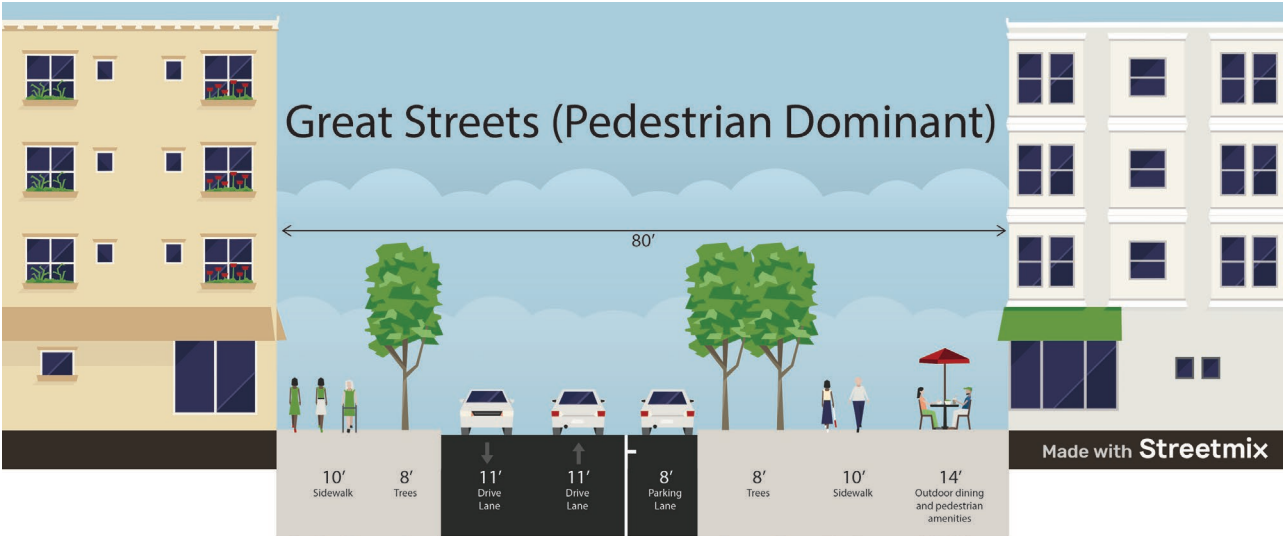 Great Streets (Pedestrian Dominant)
80'
10'
Sidewalk
8'
Trees
11'
Drive
Lane
11'
Drive
Lane
8'
Parking
Lane
8'
Trees
10'
Sidewalk
14'
Outdoor dining
and pedestrian
amenities
Made with Streetmix